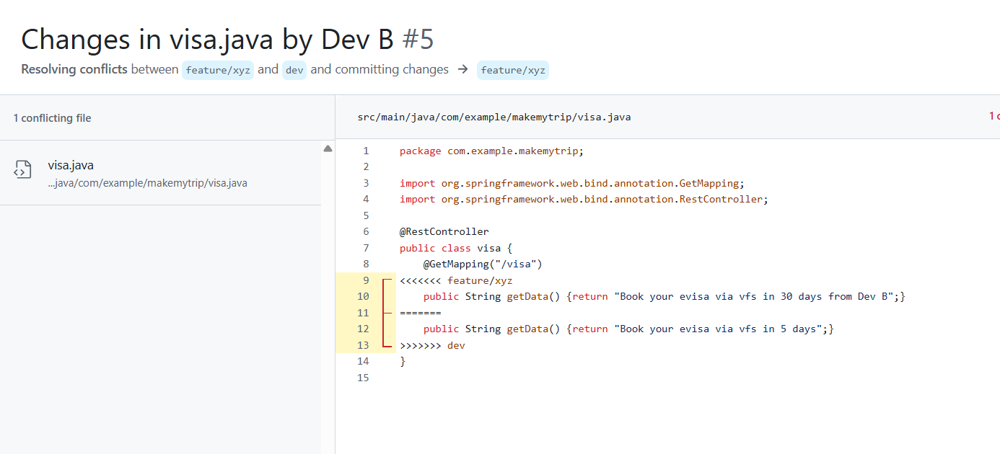 Changes in visa.java by Dev B #5
Resolving conflicts between feature/xyz and dev and committing changes → feature/xyz
1 conflicting file
visa.java
...java/com/example/makemytrip/visa.java
src/main/java/com/example/makemytrip/visa.java
1
1 package com.example.makemytrip;
2
3 import org.springframework.web.bind.annotation.GetMapping;
4 import org.springframework.web.bind.annotation.RestController;
5
6 @RestController
7 public class visa {
8     @GetMapping("/visa")
9 <<<<<<< feature/xyz
10     public String getData() {return "Book your evisa via vfs in 30 days from Dev B";}
11 =======
12     public String getData() {return "Book your evisa via vfs in 5 days";}
13 >>>>>>> dev
14 }
15